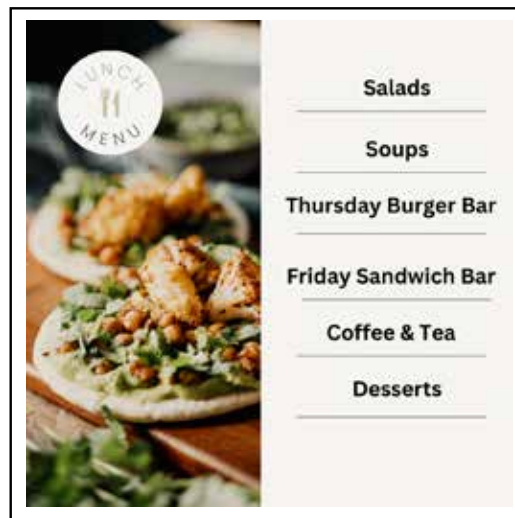 LUNCH
MENU
Salads
Soups
Thursday Burger Bar
Friday Sandwich Bar
Coffee & Tea
Desserts